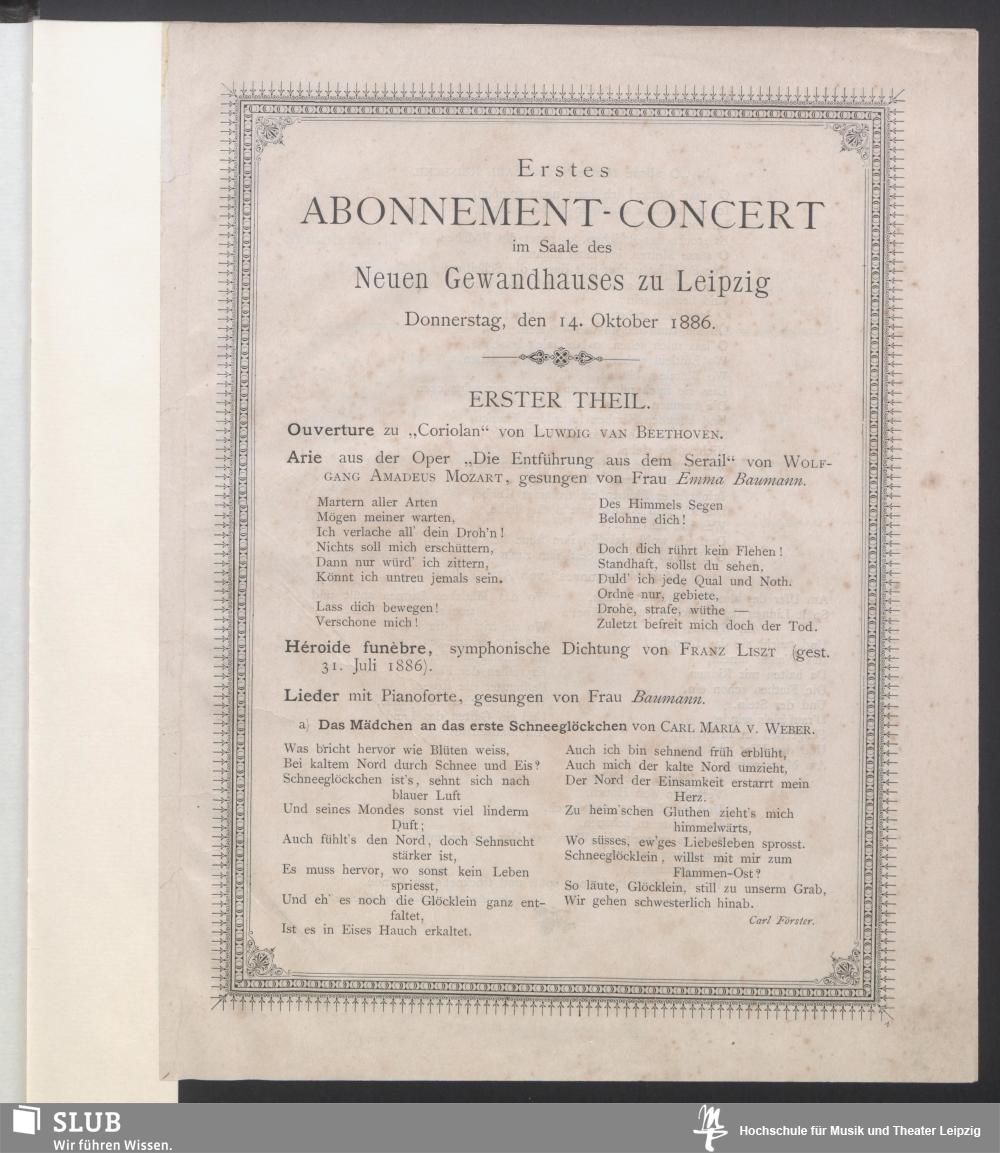 Erstes
ABONNEMENT-CONCERT
im Saale des
Neuen Gewandhauses zu Leipzig
Donnerstag, den 14. Oktober 1886.
ERSTER THEIL.
Ouverture zu „Coriolan“ von LUWDIG VAN BEETHOVEN.
Arie aus der Oper „Die Entführung aus dem Serail“ von WOLF-
GANG AMADEUS MOZART, gesungen von Frau Emma Baumann.
Martern aller Arten
Mögen meiner warten,
Ich verlache all' dein Droh'n!
Nichts soll mich erschüttern,
Dann nur würd' ich zittern,
Könnt ich untreu jemals sein.
Lass dich bewegen!
Verschone mich!
Des Himmels Segen
Belohne dich!
Doch dich rührt kein Flehen!
Standhaft, sollst du sehen,
Duld' ich jede Qual und Noth.
Ordne nur, gebiete,
Drohe, strafe, wüthe —
Zuletzt befreit mich doch der Tod.
Héroide funèbre, symphonische Dichtung von FRANZ LISZT (gest.
31. Juli 1886).
Lieder mit Pianoforte, gesungen von Frau Baumann.
a) Das Mädchen an das erste Schneeglöckchen von CARL MARIA V. WEBER.
Was bricht hervor wie Blüten weiss,
Bei kaltem Nord durch Schnee und Eis?
Schneeglöckchen ist's, sehnt sich nach
blauer Luft
Und seines Mondes sonst viel linderm
Duft;
Auch fühlt's den Nord, doch Sehnsucht
stärker ist,
Es muss hervor, wo sonst kein Leben
spriesst,
Und eh' es noch die Glöcklein ganz ent-
faltet,
Ist es in Eises Hauch erkaltet.
Auch ich bin sehnend früh erblüht,
Auch mich der kalte Nord umzieht,
Der Nord der Einsamkeit erstarrt mein
Herz.
Zu heim'schen Gluthen zieht's mich
himmelwärts,
Wo süsses, ew'ges Liebesleben sprosst.
Schneeglöcklein, willst mit mir zum
Flammen-Ost?
So läute, Glöcklein, still zu unserm Grab,
Wir gehen schwesterlich hinab.
Carl Förster.
SLUB
Wir führen Wissen.
Hochschule für Musik und Theater Leipzig